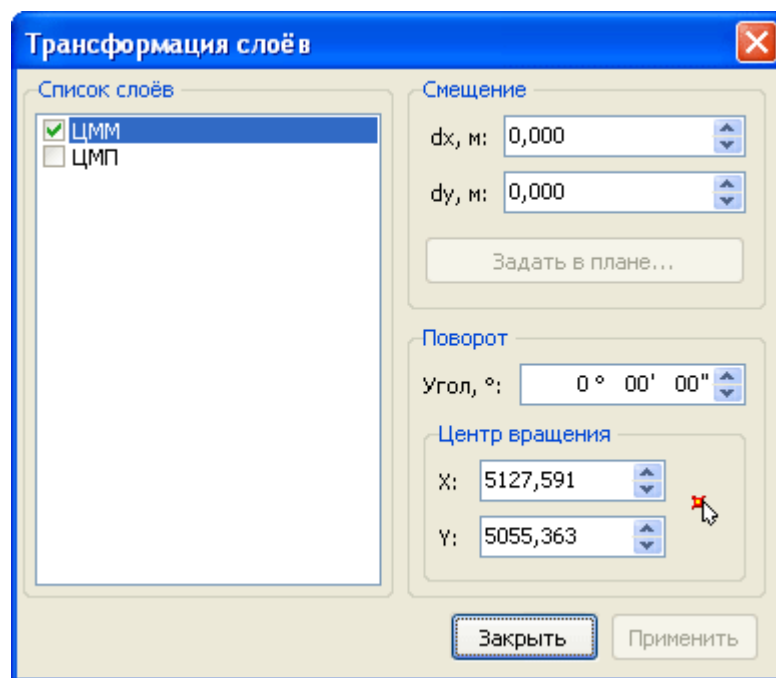 Трансформация слоёв
Список слоёв
ЦММ
ЦМП
Смещение
dx, м: 0,000
dy, м: 0,000
Задать в плане...
Поворот
Угол, °: 0 ° 00' 00"
Центр вращения
X: 5127,591
Y: 5055,363
Закрыть Применить